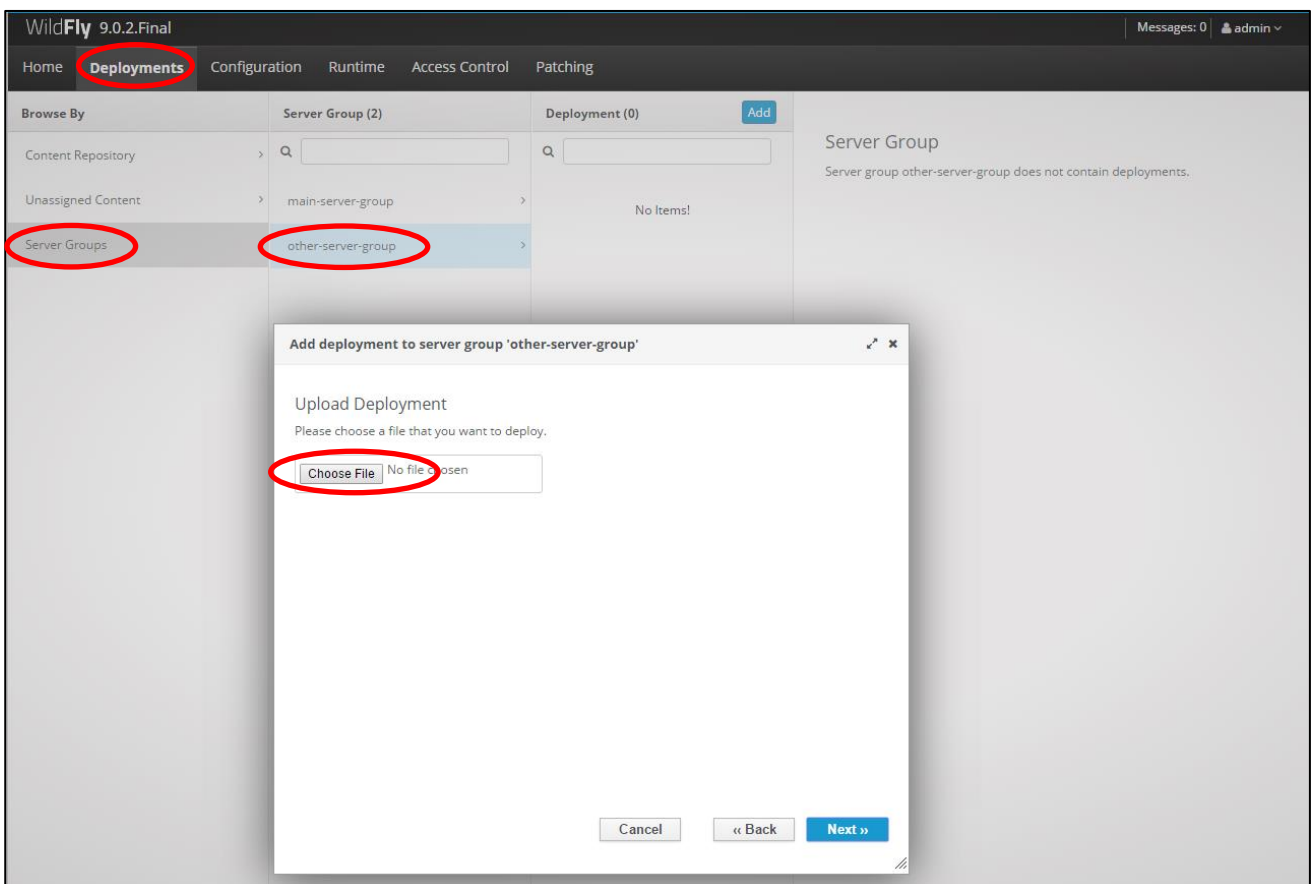 WildFly 9.0.2.Final
Messages: 0 admin
Home Deployments Configuration Runtime Access Control Patching
Browse By
Content Repository
Unassigned Content
Server Groups
Server Group (2)
main-server-group
other-server-group
Deployment (0) Add
No Items!
Server Group
Server group other-server-group does not contain deployments.
Add deployment to server group 'other-server-group'
Upload Deployment
Please choose a file that you want to deploy.
Choose File No file chosen
Cancel ‹‹ Back Next ››